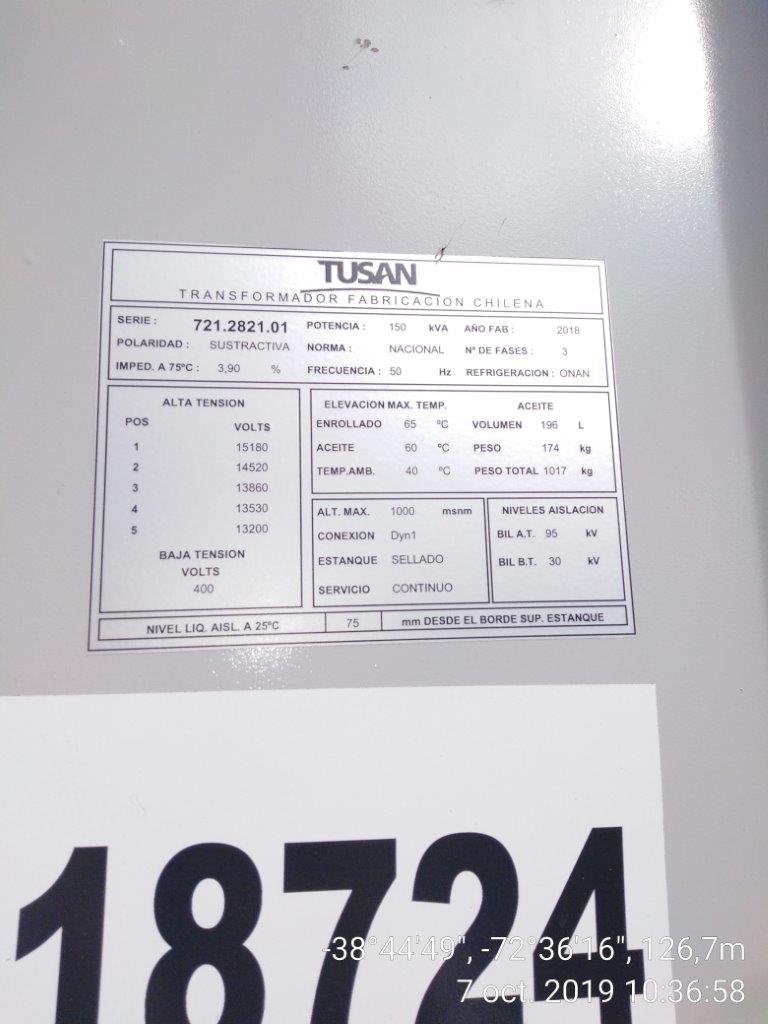 TUSAN
TRANSFORMADOR FABRICACION CHILENA
SERIE : 721.2821.01 POTENCIA : 150 kVA AÑO FAB : 2018
POLARIDAD : SUSTRACTIVA NORMA : NACIONAL Nº DE FASES : 3
IMPED. A 75ºC : 3,90 % FRECUENCIA : 50 Hz REFRIGERACION : ONAN
ALTA TENSION
POS VOLTS
1 15180
2 14520
3 13860
4 13530
5 13200
BAJA TENSION
VOLTS
400
ELEVACION MAX. TEMP. ACEITE
ENROLLADO 65 ºC VOLUMEN 196 L
ACEITE 60 ºC PESO 174 kg
TEMP.AMB. 40 ºC PESO TOTAL 1017 kg
ALT. MAX. 1000 msnm
CONEXION Dyn1
ESTANQUE SELLADO
SERVICIO CONTINUO
NIVELES AISLACION
BIL A.T. 95 kV
BIL B.T. 30 kV
NIVEL LIQ. AISL. A 25ºC 75 mm DESDE EL BORDE SUP. ESTANQUE
18724
-38°44'49", -72°36'16", 126,7m
7 oct. 2019 10:36:58